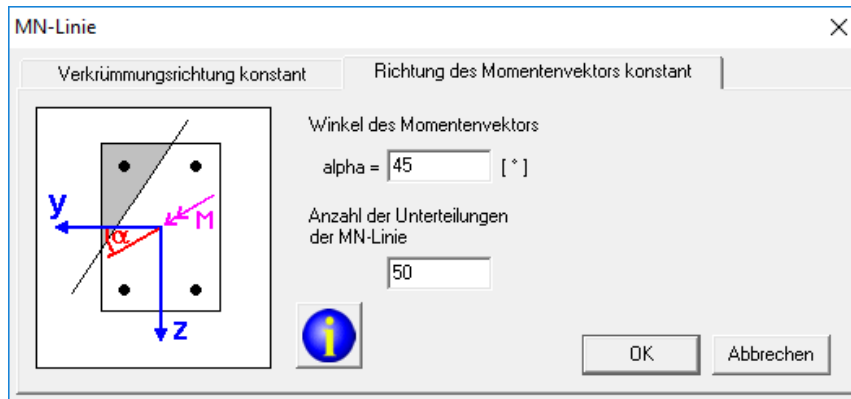 MN-Linie
Verkrümmungsrichtung konstant
Richtung des Momentenvektors konstant
Winkel des Momentenvektors
alpha = 45 [ ° ]
Anzahl der Unterteilungen
der MN-Linie
50
y
α
M
z
i
OK
Abbrechen